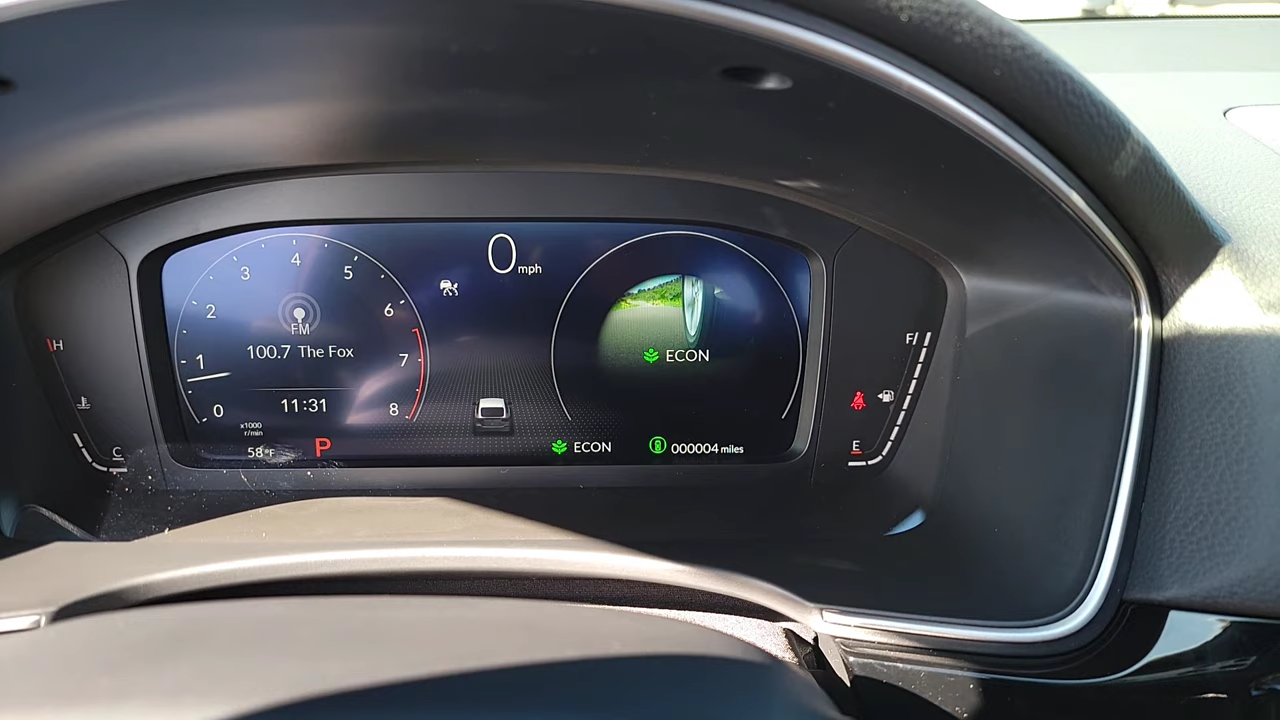 0 mph
0
1
2
3
4
5
6
7
8
FM
100.7 The Fox
11:31
x1000
r/min
58°F
P
ECON
ECON
000004 miles
H
C
F
E